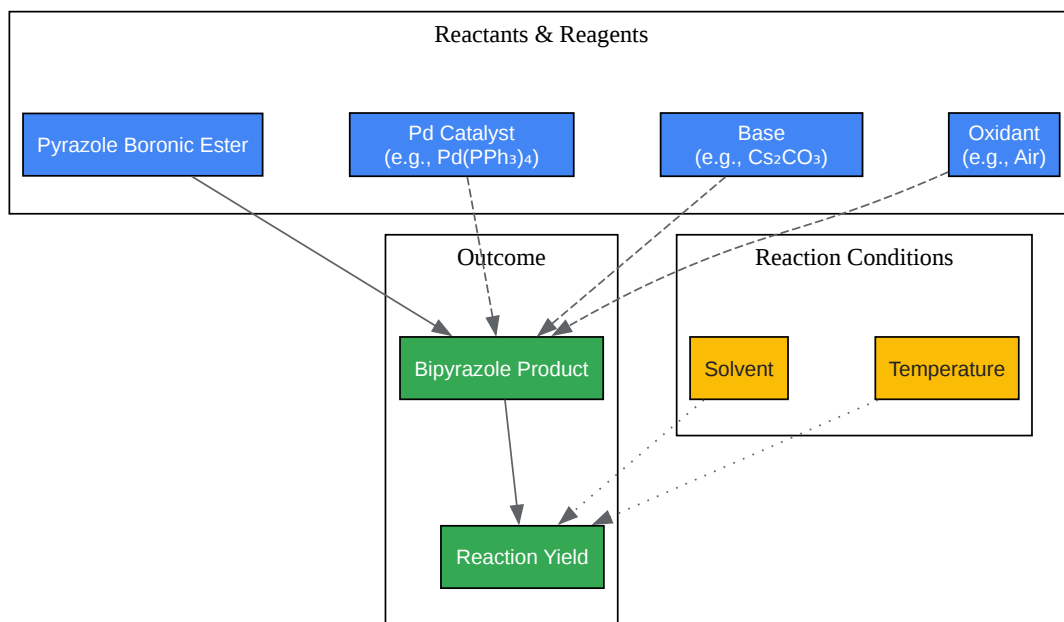 Reactants & Reagents
Pyrazole Boronic Ester
Pd Catalyst
(e.g., Pd(PPh₃)₄)
Base
(e.g., Cs₂CO₃)
Oxidant
(e.g., Air)
Outcome
Reaction Conditions
Bipyrazole Product
Solvent
Temperature
Reaction Yield